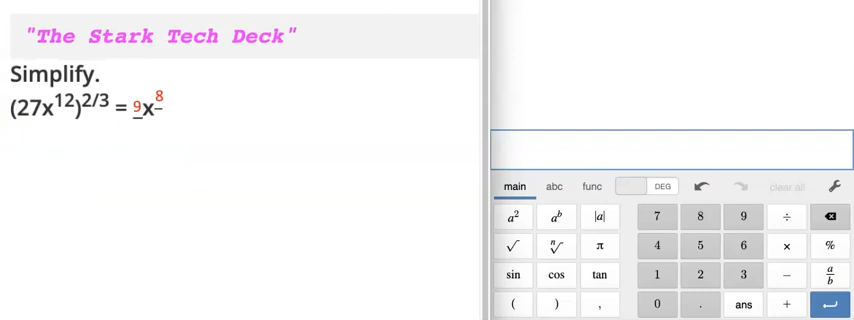 "The Stark Tech Deck"
Simplify.
(27x¹²)²/³ = 9x⁸
main abc func DEG clear all
a² aᵇ |a| 7 8 9 ÷
√ ⁿ√ π 4 5 6 × %
sin cos tan 1 2 3 − a/b
( ) , 0 . ans +